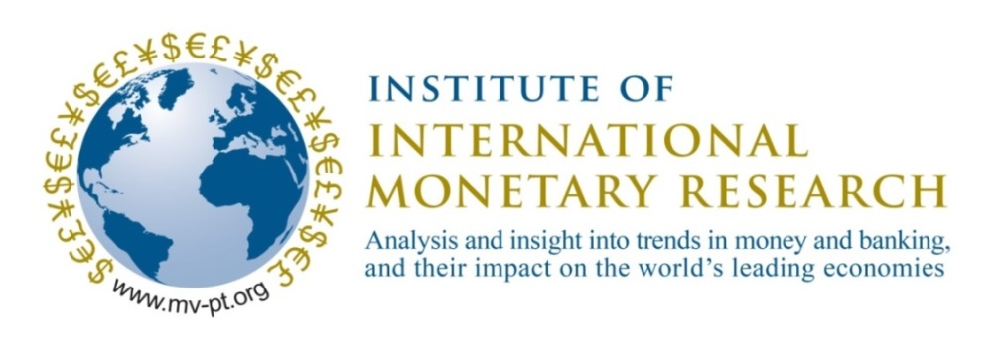 $€£¥$€£¥$€£¥$€£¥$€£¥$€£¥$€£¥$€£
www.mv-pt.org
INSTITUTE OF
INTERNATIONAL
MONETARY RESEARCH
Analysis and insight into trends in money and banking,
and their impact on the world's leading economies